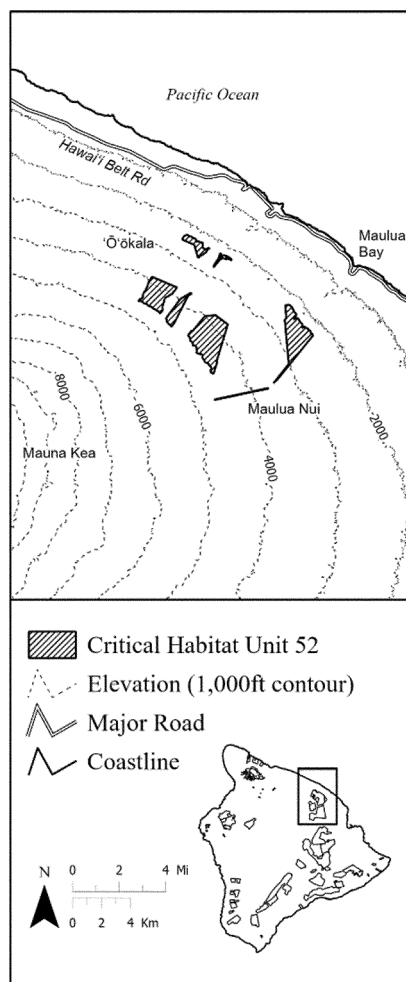 Pacific Ocean
Hawai'i Belt Rd
Maulua
Bay
'Ō'ōkala
8000
6000
Maulua Nui
2000
Mauna Kea
4000
Critical Habitat Unit 52
Elevation (1,000ft contour)
Major Road
Coastline
N
0 2 4 Mi
0 2 4 Km